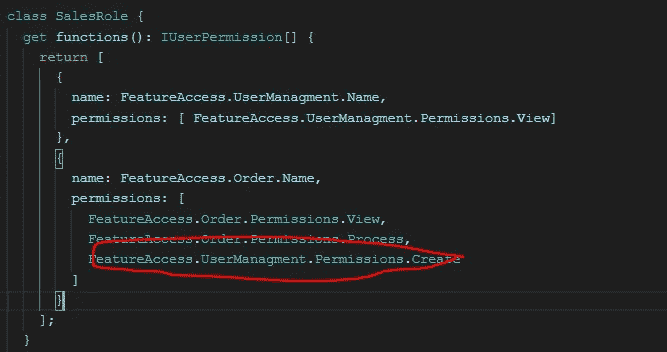 class SalesRole {
get functions(): IUserPermission[] {
return [
{
name: FeatureAccess.UserManagment.Name,
permissions: [ FeatureAccess.UserManagment.Permissions.View]
},
{
name: FeatureAccess.Order.Name,
permissions: [
FeatureAccess.Order.Permissions.View,
FeatureAccess.Order.Permissions.Process,
FeatureAccess.UserManagment.Permissions.Create
]
}
];
}